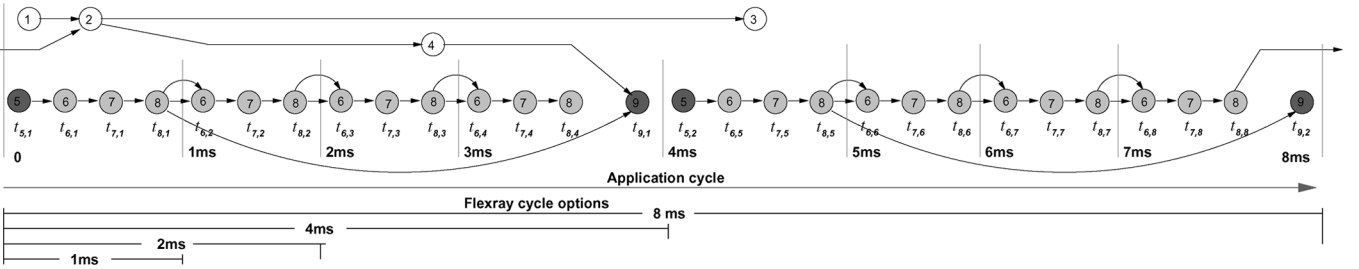 1 2 3
4
5 6 7 8 6 7 8 6 7 8 6 7 8 9 5 6 7 8 6 7 8 6 7 8 6 7 8 9
t5,1 t6,1 t7,1 t8,1 t6,2 t7,2 t8,2 t6,3 t7,3 t8,3 t6,4 t7,4 t8,4 t9,1 t5,2 t6,5 t7,5 t8,5 t6,6 t7,6 t8,6 t6,7 t7,7 t8,7 t6,8 t7,8 t8,8 t9,2
0 1ms 2ms 3ms 4ms 5ms 6ms 7ms 8ms
Application cycle
Flexray cycle options
8 ms
4ms
2ms
1ms